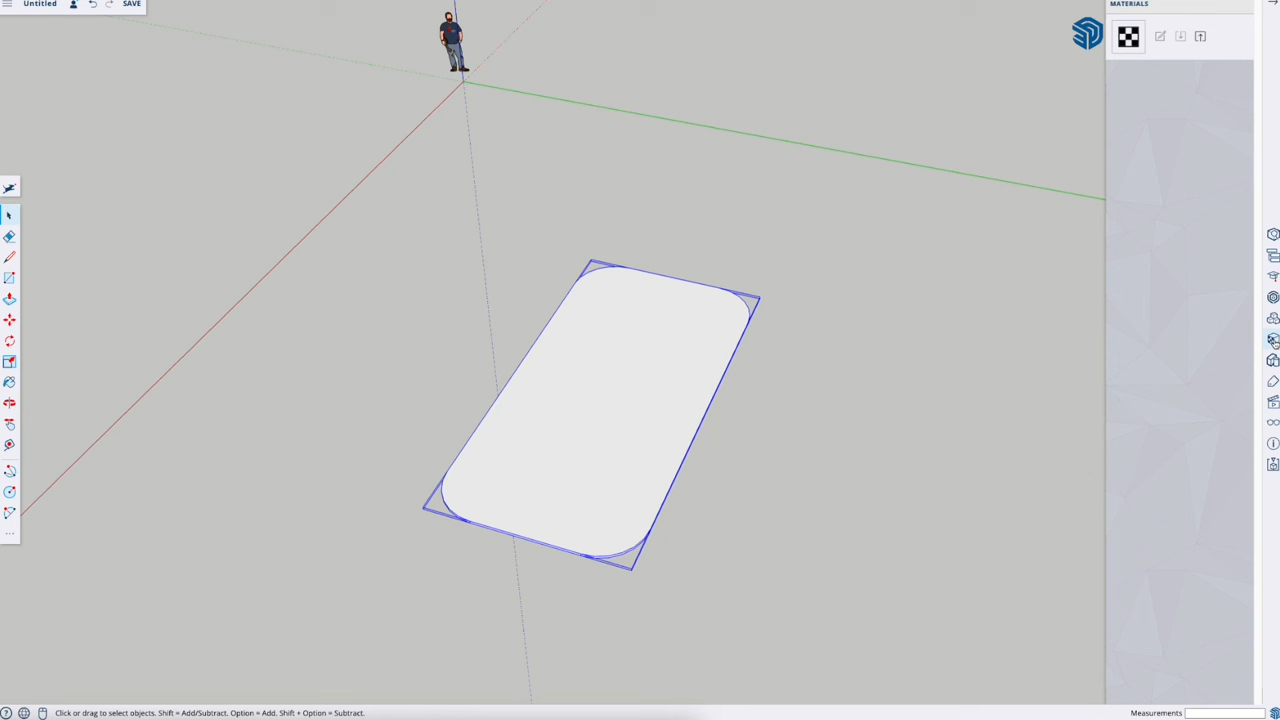 Untitled
SAVE
MATERIALS
Click or drag to select objects. Shift = Add/Subtract. Option = Add. Shift + Option = Subtract.
Measurements